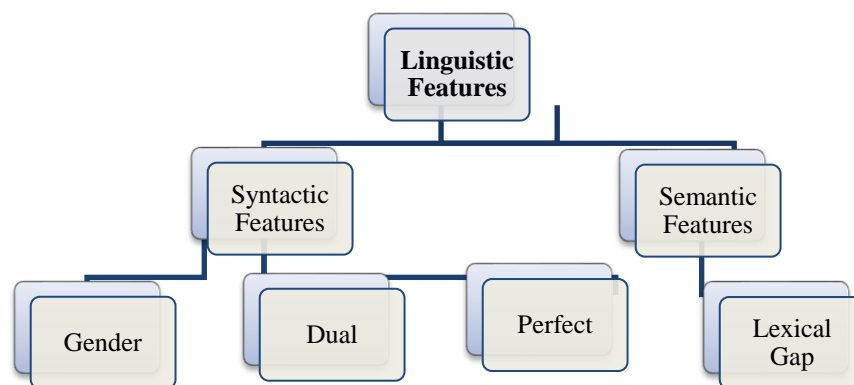 Linguistic
Features
Syntactic
Features
Semantic
Features
Gender
Dual
Perfect
Lexical
Gap